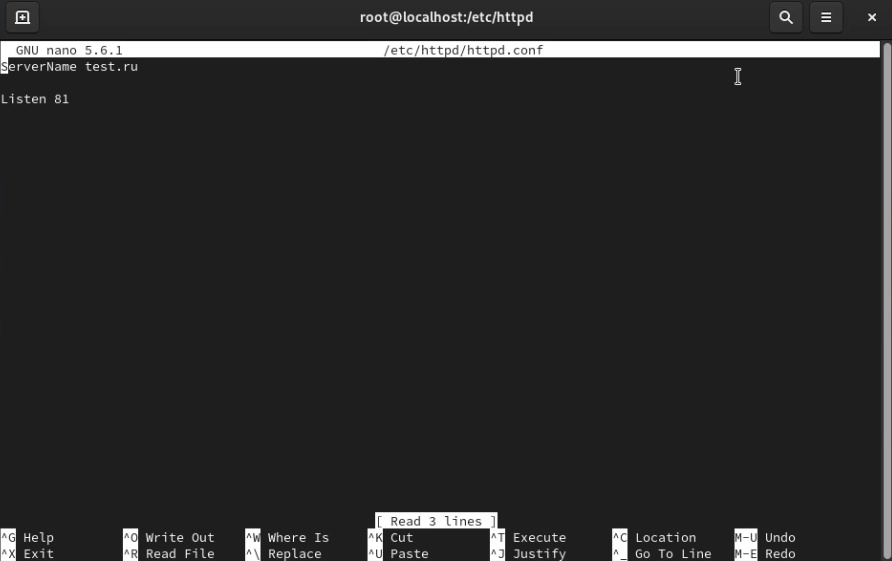 root@localhost:/etc/httpd
GNU nano 5.6.1 /etc/httpd/httpd.conf
ServerName test.ru
Listen 81
[ Read 3 lines ]
^G Help ^O Write Out ^W Where Is ^K Cut ^T Execute ^C Location M-U Undo
^X Exit ^R Read File ^\ Replace ^U Paste ^J Justify ^_ Go To Line M-E Redo